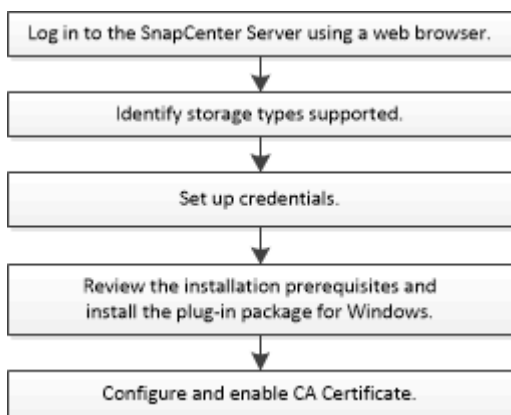 Log in to the SnapCenter Server using a web browser.
Identify storage types supported.
Set up credentials.
Review the installation prerequisites and
install the plug-in package for Windows.
Configure and enable CA Certificate.